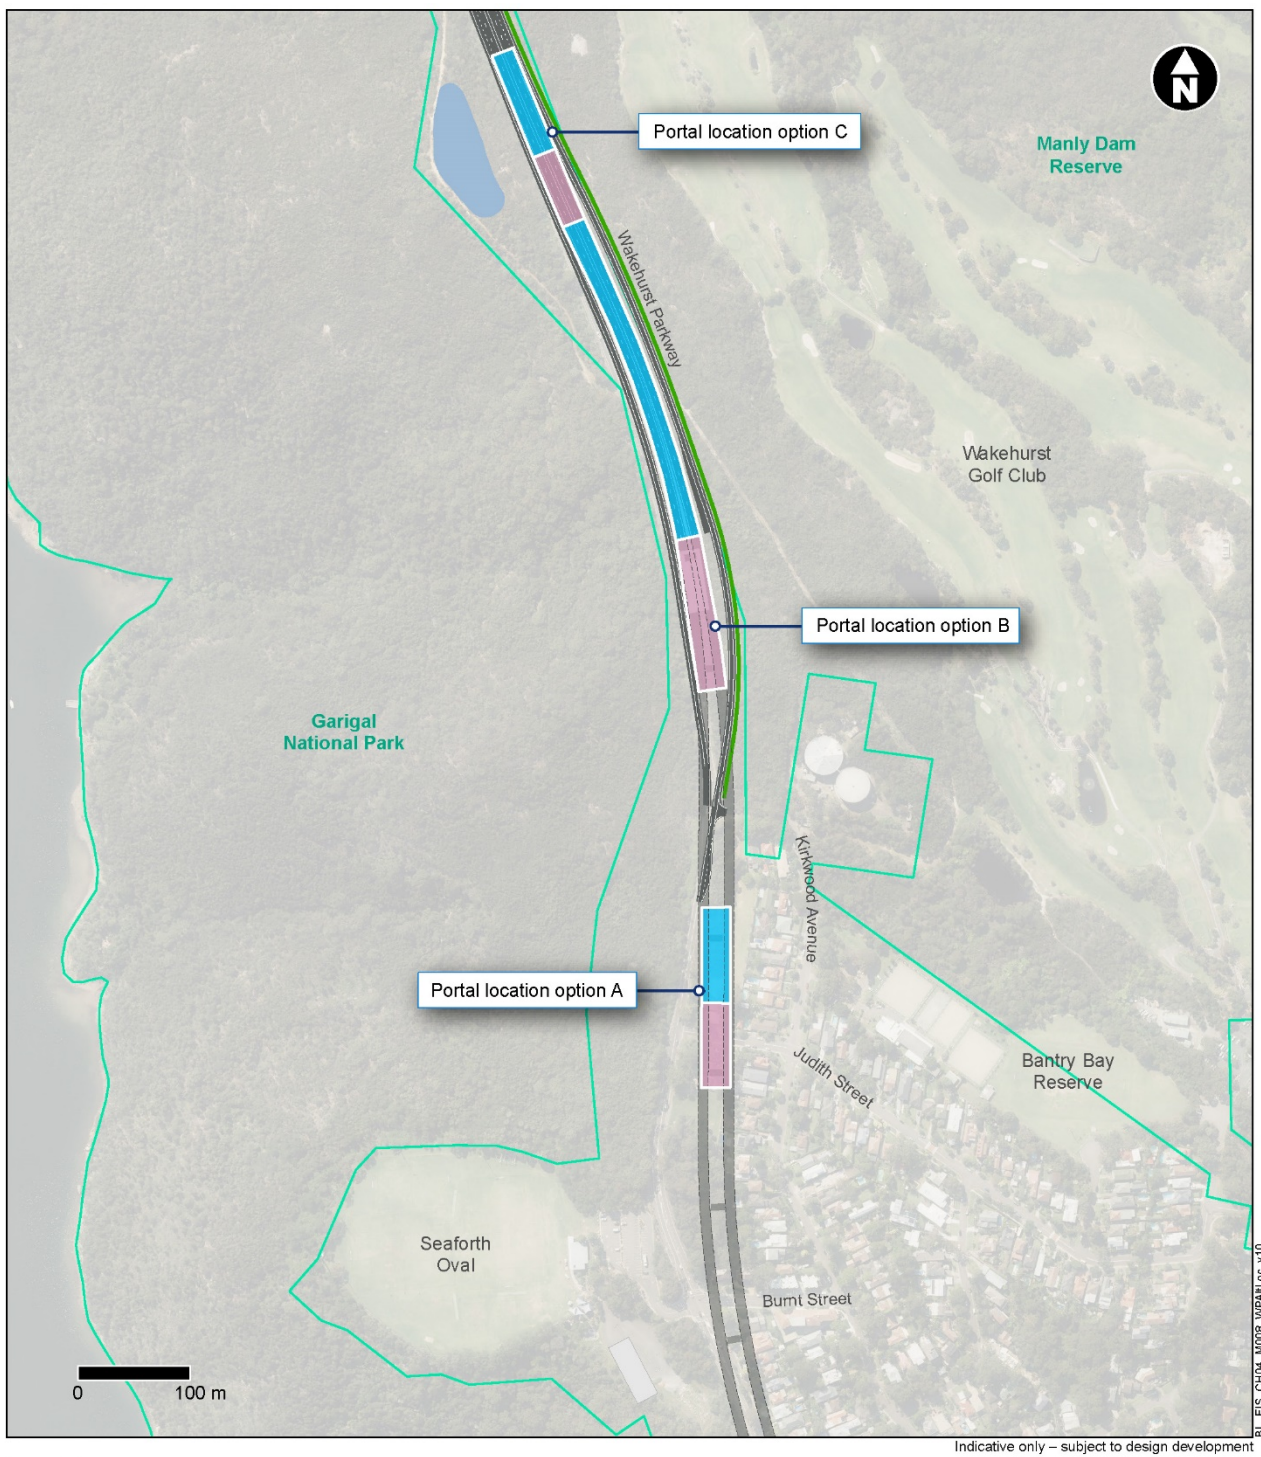 N
Portal location option C
Manly Dam
Reserve
Wakehurst Parkway
Wakehurst
Golf Club
Portal location option B
Garigal
National Park
Kirkwood Avenue
Portal location option A
Judith Street
Bantry Bay
Reserve
Seaforth
Oval
Burnt Street
0 100 m
Indicative only – subject to design development